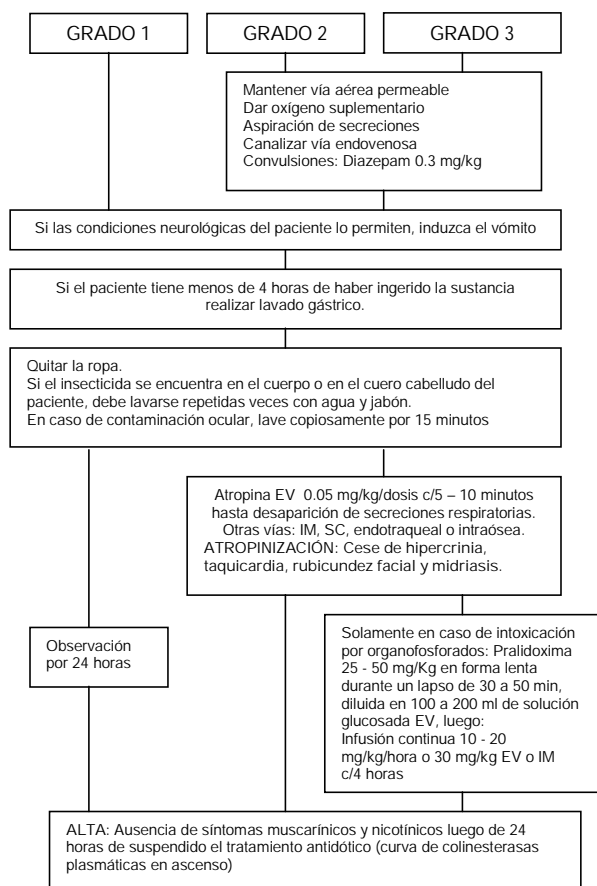 GRADO 1
GRADO 2
GRADO 3
Mantener vía aérea permeable
Dar oxígeno suplementario
Aspiración de secreciones
Canalizar vía endovenosa
Convulsiones: Diazepam 0.3 mg/kg
Si las condiciones neurológicas del paciente lo permiten, induzca el vómito
Si el paciente tiene menos de 4 horas de haber ingerido la sustancia
realizar lavado gástrico.
Quitar la ropa.
Si el insecticida se encuentra en el cuerpo o en el cuero cabelludo del
paciente, debe lavarse repetidas veces con agua y jabón.
En caso de contaminación ocular, lave copiosamente por 15 minutos
Atropina EV 0.05 mg/kg/dosis c/5 – 10 minutos
hasta desaparición de secreciones respiratorias.
Otras vías: IM, SC, endotraqueal o intraósea.
ATROPINIZACIÓN: Cese de hipercrinia,
taquicardia, rubicundez facial y midriasis.
Observación
por 24 horas
Solamente en caso de intoxicación
por organofosforados: Pralidoxima
25 - 50 mg/Kg en forma lenta
durante un lapso de 30 a 50 min,
diluida en 100 a 200 ml de solución
glucosada EV, luego:
Infusión continua 10 - 20
mg/kg/hora o 30 mg/kg EV o IM
c/4 horas
ALTA: Ausencia de síntomas muscarínicos y nicotínicos luego de 24
horas de suspendido el tratamiento antidótico (curva de colinesterasas
plasmáticas en ascenso)